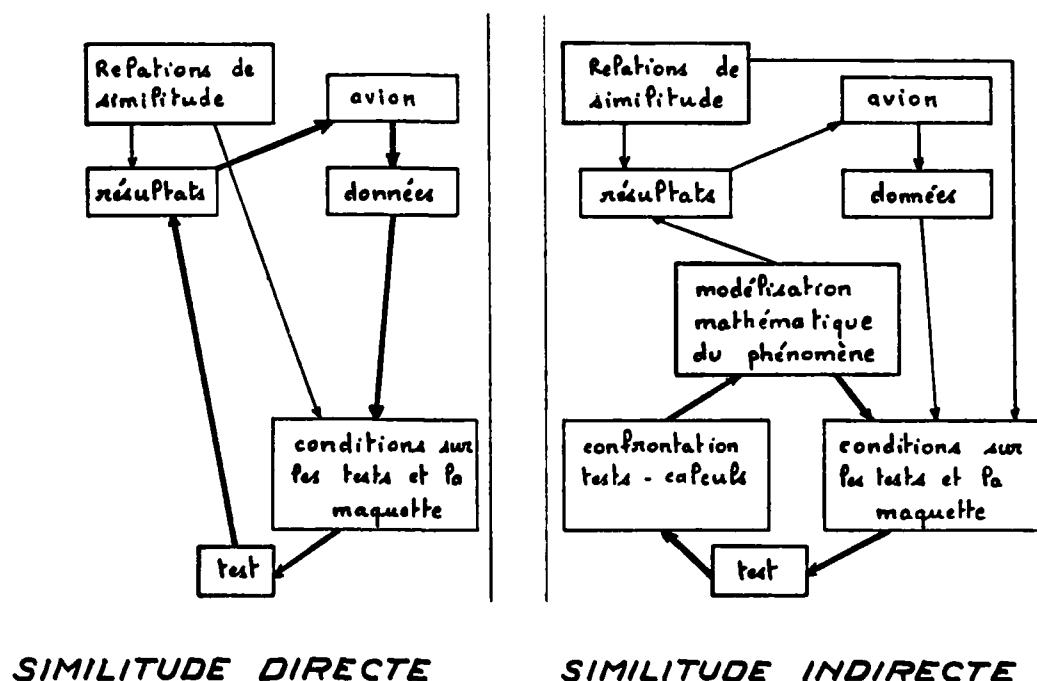 Relations de
similitude
avion
résultats
données
conditions sur
les tests et la
maquette
test
SIMILITUDE DIRECTE
Relations de
similitude
avion
résultats
données
modélisation
mathématique
du phénomène
confrontation
tests - calculs
conditions sur
les tests et la
maquette
test
SIMILITUDE INDIRECTE